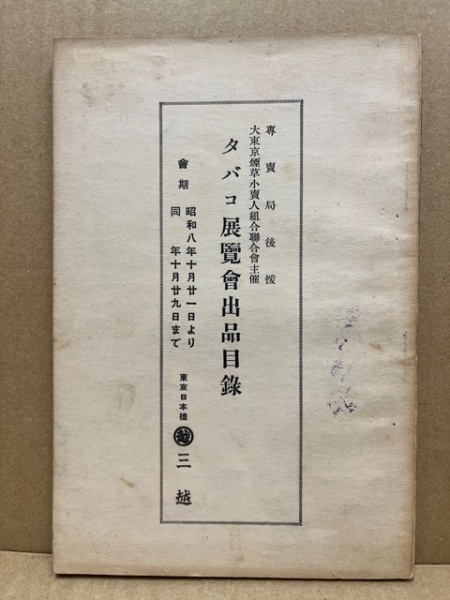 專賣局後援
大東京煙草小賣人組合聯合會主催
タバコ展覽會出品目錄
會期 昭和八年十月廿一日より
同 年十月廿九日まで
東京日本橋 越 三越